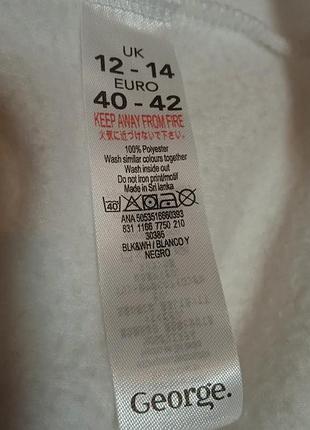 UK
12 - 14
EURO
40 - 42
KEEP AWAY FROM FIRE
火気に近づけないで下さい。
100% Polyester
Wash similar colours together
Wash inside out
Do not iron print/motif
Made in Sri lanka
40
ANA 5053516660393
831 1166 7750 210
30386
BLK&WH / BLANCO Y
NEGRO
George.